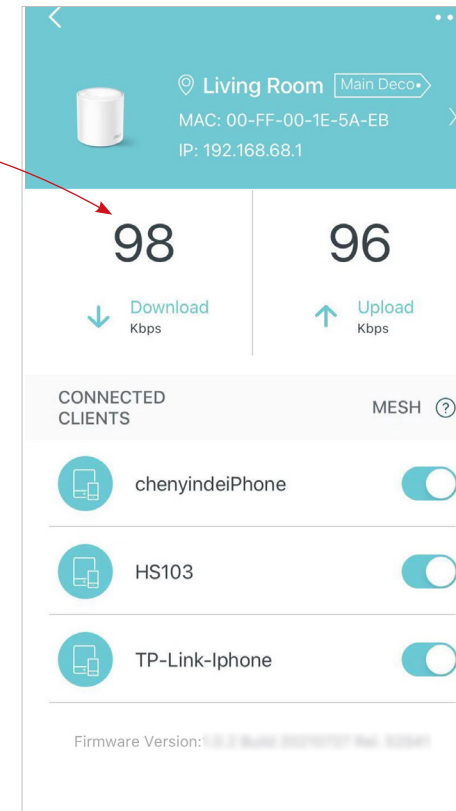 Living Room Main Deco
MAC: 00-FF-00-1E-5A-EB
IP: 192.168.68.1
98 96
Download Upload
Kbps Kbps
CONNECTED
CLIENTS
MESH ?
chenyindeiPhone
HS103
TP-Link-Iphone
Firmware Version: